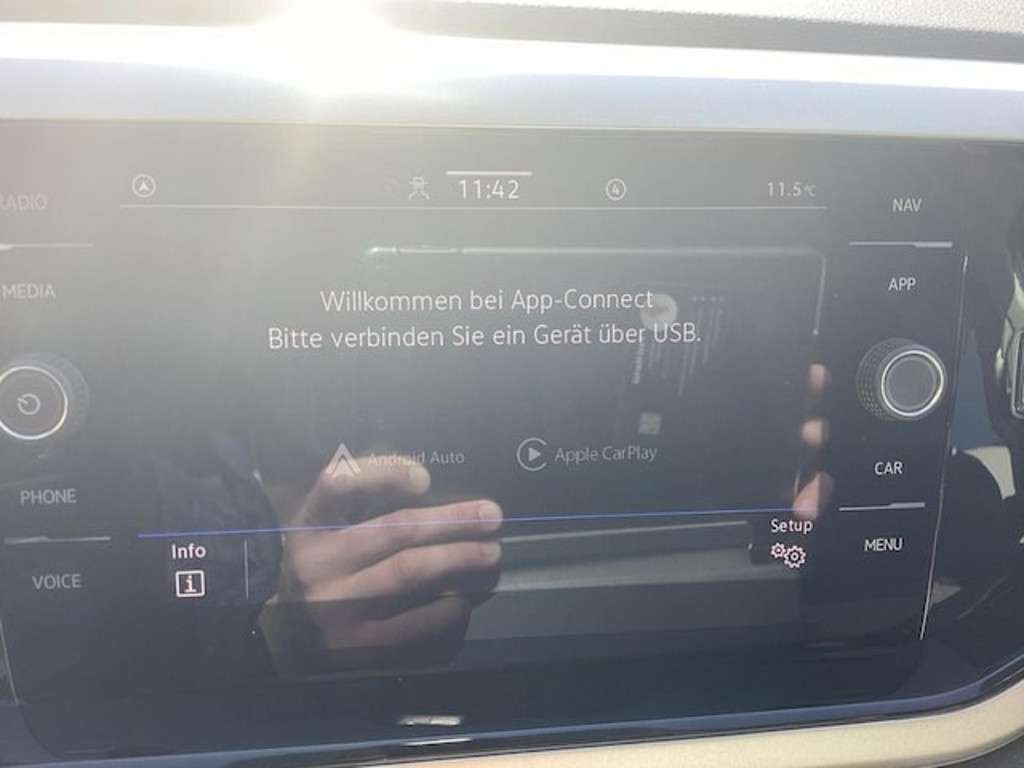 11:42
4
11.5°C
RADIO
NAV
MEDIA
APP
Willkommen bei App-Connect
Bitte verbinden Sie ein Gerät über USB.
Android Auto
Apple CarPlay
PHONE
CAR
VOICE
MENU
Info
i
Setup